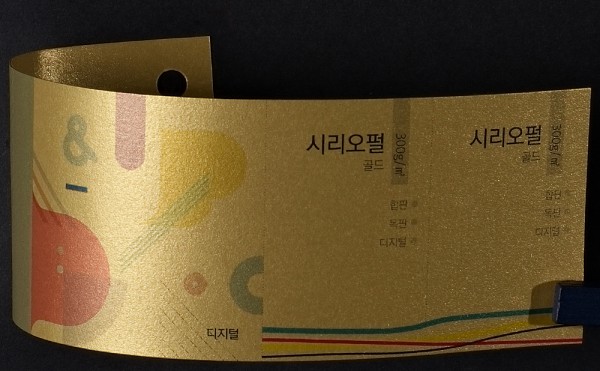 &
디지털
시리오펄
골드
300g/㎡
합판
독판
디지털
시리오펄
골드
300g/㎡
합판
독판
디지털